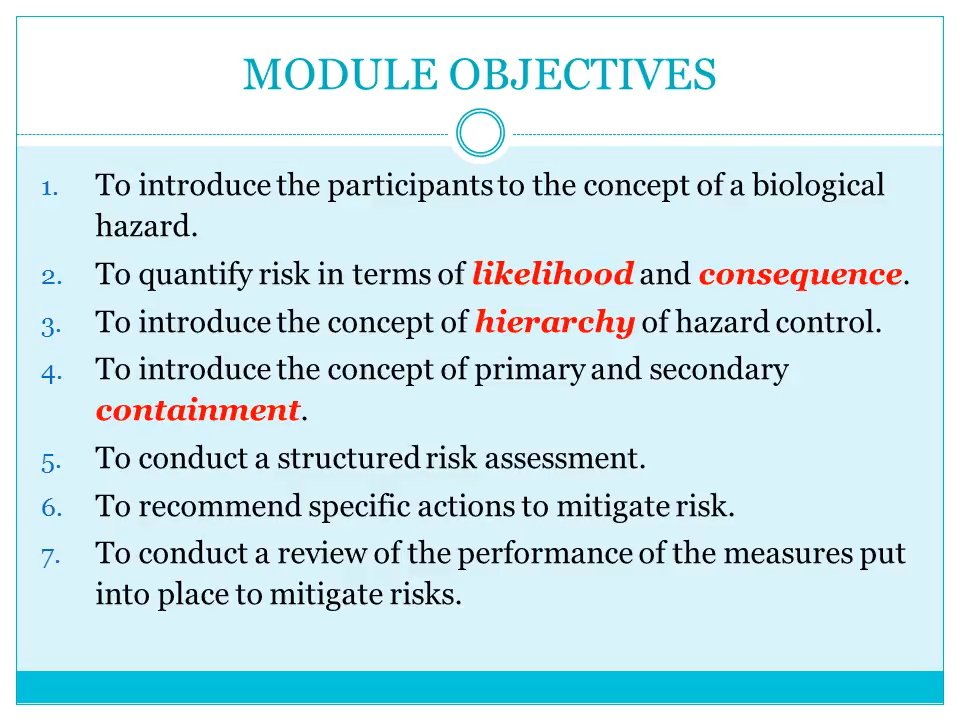 MODULE OBJECTIVES
1. To introduce the participants to the concept of a biological
hazard.
2. To quantify risk in terms of likelihood and consequence.
3. To introduce the concept of hierarchy of hazard control.
4. To introduce the concept of primary and secondary
containment.
5. To conduct a structured risk assessment.
6. To recommend specific actions to mitigate risk.
7. To conduct a review of the performance of the measures put
into place to mitigate risks.